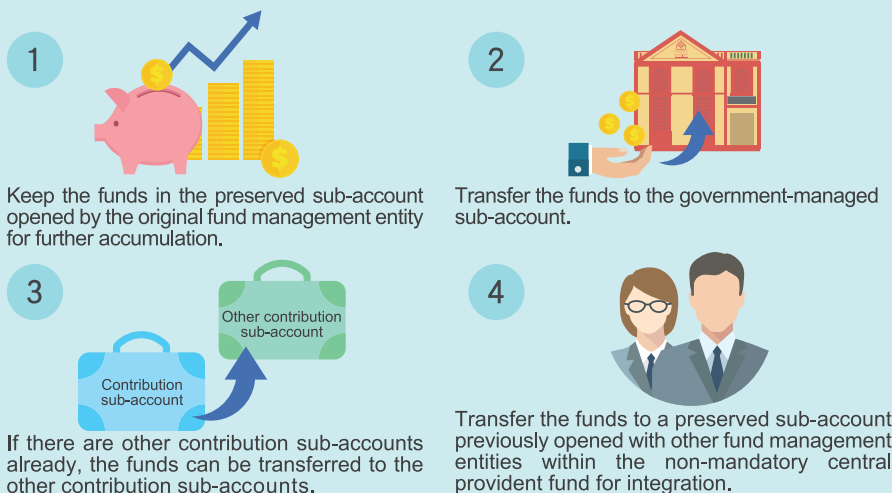 1
Keep the funds in the preserved sub-account
opened by the original fund management entity
for further accumulation.
2
Transfer the funds to the government-managed
sub-account.
3
Contribution
sub-account
Other contribution
sub-account
If there are other contribution sub-accounts
already, the funds can be transferred to the
other contribution sub-accounts.
4
Transfer the funds to a preserved sub-account
previously opened with other fund management
entities within the non-mandatory central
provident fund for integration.